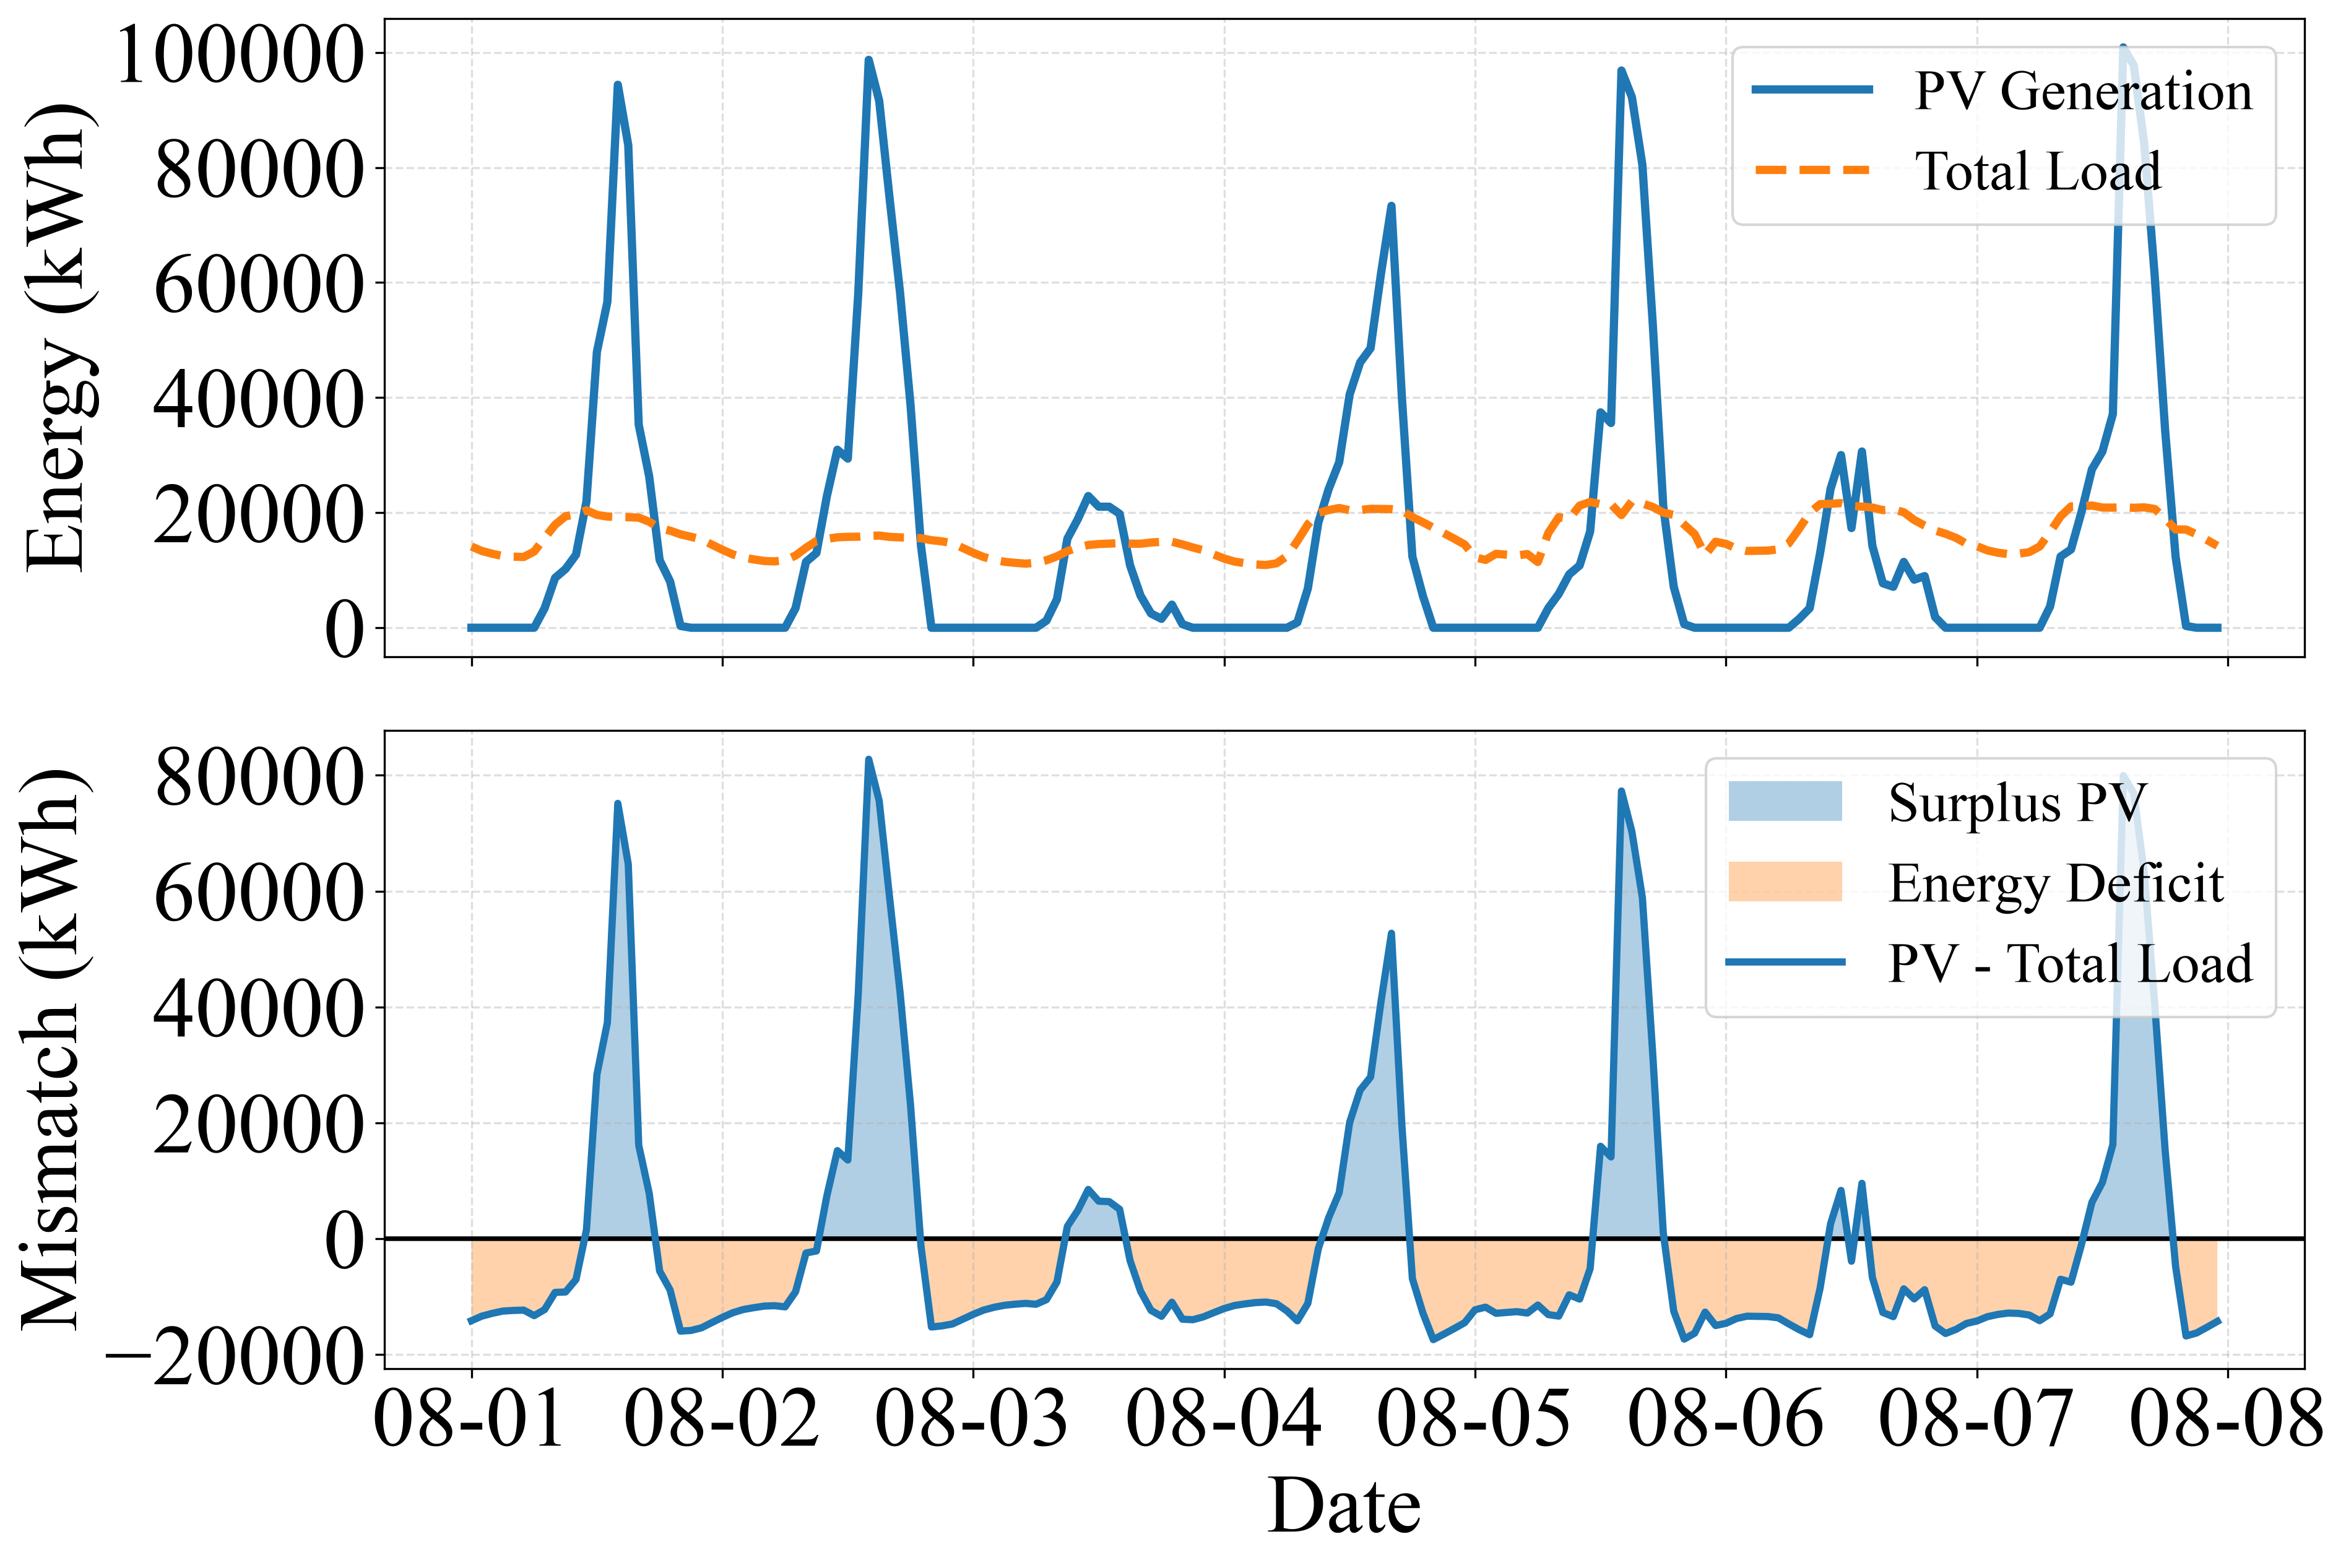 Energy (kWh)
100000
80000
60000
40000
20000
0
PV Generation
Total Load
Mismatch (kWh)
80000
60000
40000
20000
0
−20000
Surplus PV
Energy Deficit
PV - Total Load
08-01 08-02 08-03 08-04 08-05 08-06 08-07 08-08
Date